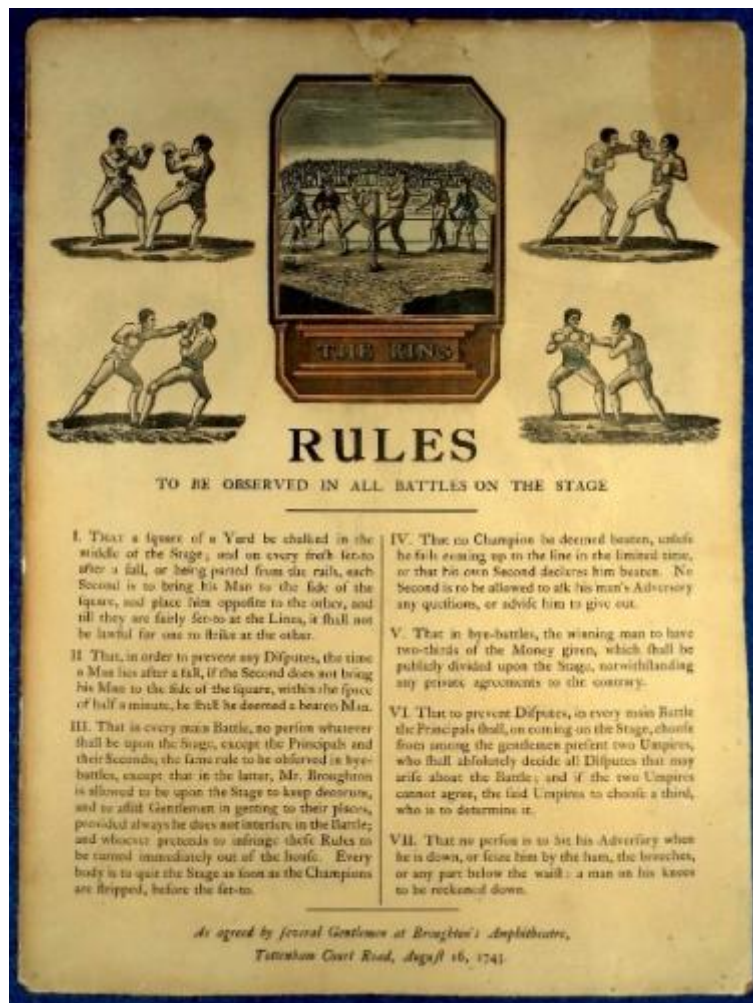 THE RING
RULES
TO BE OBSERVED IN ALL BATTLES ON THE STAGE
I. THAT a ſquare of a Yard be chalked in the
middle of the Stage; and on every freſh ſet-to
after a fall, or being parted from the rails, each
Second is to bring his Man to the ſide of the
ſquare, and place him oppoſite to the other, and
till they are fairly ſet-to at the Lines, it ſhall not
be lawful for one to ſtrike at the other.
II That, in order to prevent any Diſputes, the time
a Man lies after a fall, if the Second does not bring
his Man to the ſide of the ſquare, within the ſpace
of half a minute, he ſhall be deemed a beaten Man.
III. That in every main Battle, no perſon whatever
ſhall be upon the Stage, except the Principals and
their Seconds; the ſame rule to be obſerved in bye-
battles, except that in the latter, Mr. Broughton
is allowed to be upon the Stage to keep decorum,
and to aſſiſt Gentlemen in getting to their places,
provided always he does not interfere in the Battle;
and whoever pretends to infringe theſe Rules to
be turned immediately out of the houſe. Every
body is to quit the Stage as ſoon as the Champions
are ſtripped, before the ſet-to.
IV. That no Champion be deemed beaten, unleſs
he fails coming up to the line in the limited time,
or that his own Second declares him beaten. No
Second is to be allowed to aſk his man's Adverſary
any queſtions, or adviſe him to give out.
V. That in bye-battles, the winning man to have
two-thirds of the Money given, which ſhall be
publicly divided upon the Stage, notwithſtanding
any private agreements to the contrary.
VI. That to prevent Diſputes, in every main Battle
the Principals ſhall, on coming on the Stage, chooſe
from among the gentlemen preſent two Umpires,
who ſhall abſolutely decide all Diſputes that may
ariſe about the Battle; and if the two Umpires
cannot agree, the ſaid Umpires to chooſe a third,
who is to determine it.
VII. That no perſon is to hit his Adverſary when
he is down, or ſeize him by the ham, the breeches,
or any part below the waiſt: a man on his knees
to be reckoned down.
As agreed by ſeveral Gentlemen at Broughton's Amphitheatre,
Tottenham Court Road, Auguſt 16, 1743